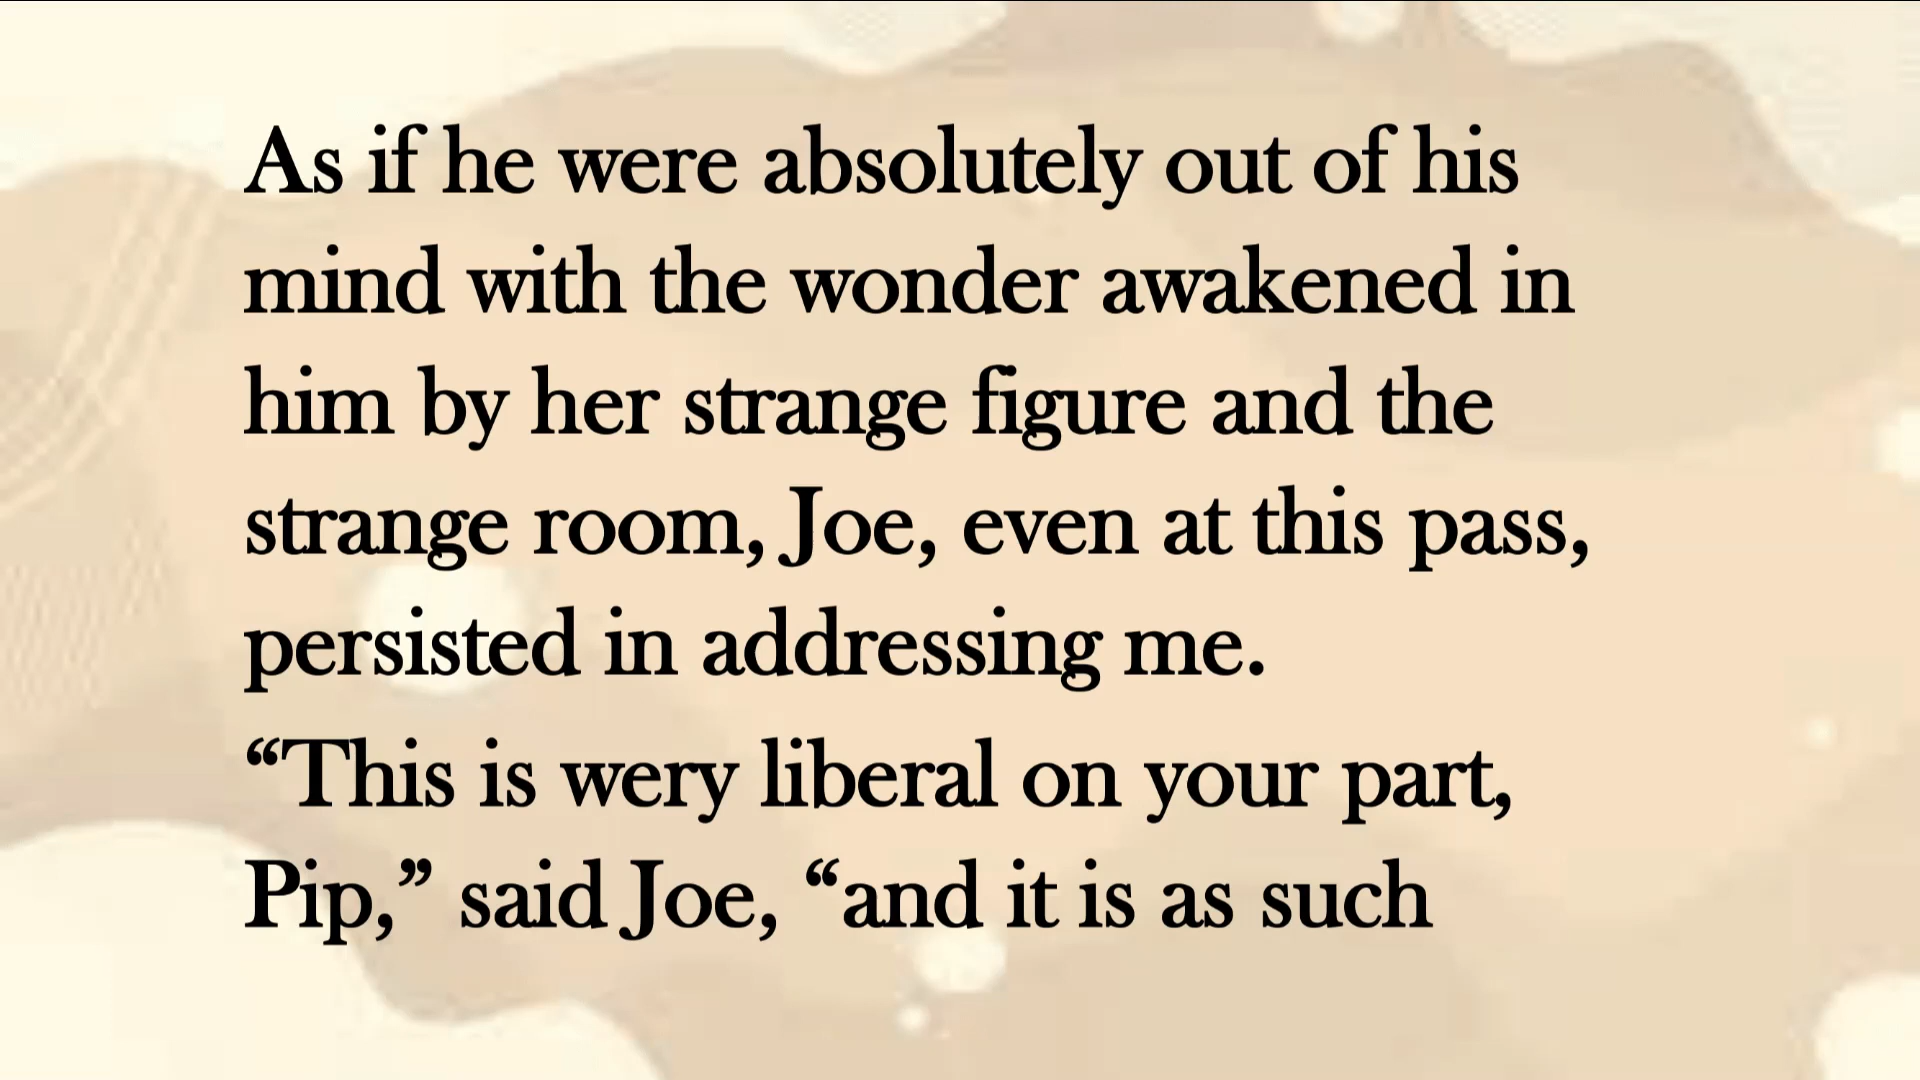 As if he were absolutely out of his
mind with the wonder awakened in
him by her strange figure and the
strange room, Joe, even at this pass,
persisted in addressing me.
“This is wery liberal on your part,
Pip,” said Joe, “and it is as such